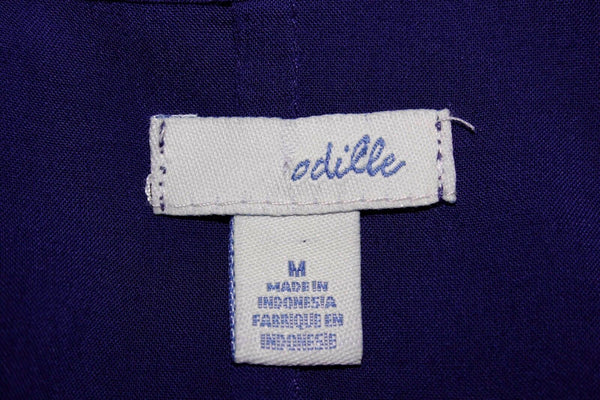 odille
M
MADE IN
INDONESIA
FABRIQUE EN
INDONESIE